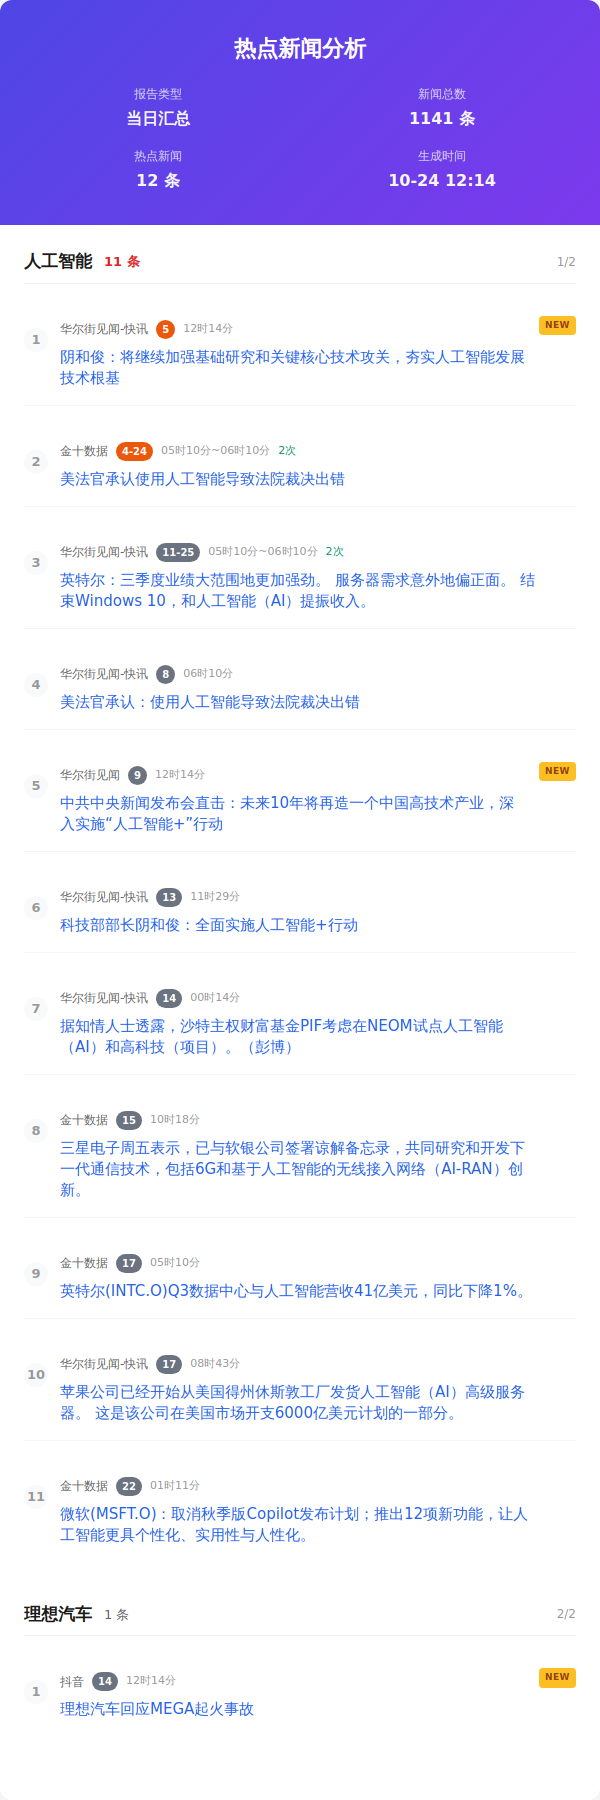 热点新闻分析
报告类型
新闻总数
当日汇总
1141 条
热点新闻
生成时间
12 条
10-24 12:14
人工智能 11 条 1/2
1 华尔街见闻-快讯 5 12时14分 NEW
阴和俊：将继续加强基础研究和关键核心技术攻关，夯实人工智能发展
技术根基
2 金十数据 4-24 05时10分~06时10分 2次
美法官承认使用人工智能导致法院裁决出错
3 华尔街见闻-快讯 11-25 05时10分~06时10分 2次
英特尔：三季度业绩大范围地更加强劲。 服务器需求意外地偏正面。 结
束Windows 10，和人工智能（AI）提振收入。
4 华尔街见闻-快讯 8 06时10分
美法官承认：使用人工智能导致法院裁决出错
5 华尔街见闻 9 12时14分 NEW
中共中央新闻发布会直击：未来10年将再造一个中国高技术产业，深
入实施“人工智能+”行动
6 华尔街见闻-快讯 13 11时29分
科技部部长阴和俊：全面实施人工智能+行动
7 华尔街见闻-快讯 14 00时14分
据知情人士透露，沙特主权财富基金PIF考虑在NEOM试点人工智能
（AI）和高科技（项目）。（彭博）
8 金十数据 15 10时18分
三星电子周五表示，已与软银公司签署谅解备忘录，共同研究和开发下
一代通信技术，包括6G和基于人工智能的无线接入网络（AI-RAN）创
新。
9 金十数据 17 05时10分
英特尔(INTC.O)Q3数据中心与人工智能营收41亿美元，同比下降1%。
10 华尔街见闻-快讯 17 08时43分
苹果公司已经开始从美国得州休斯敦工厂发货人工智能（AI）高级服务
器。 这是该公司在美国市场开支6000亿美元计划的一部分。
11 金十数据 22 01时11分
微软(MSFT.O)：取消秋季版Copilot发布计划；推出12项新功能，让人
工智能更具个性化、实用性与人性化。
理想汽车 1 条 2/2
1 抖音 14 12时14分 NEW
理想汽车回应MEGA起火事故